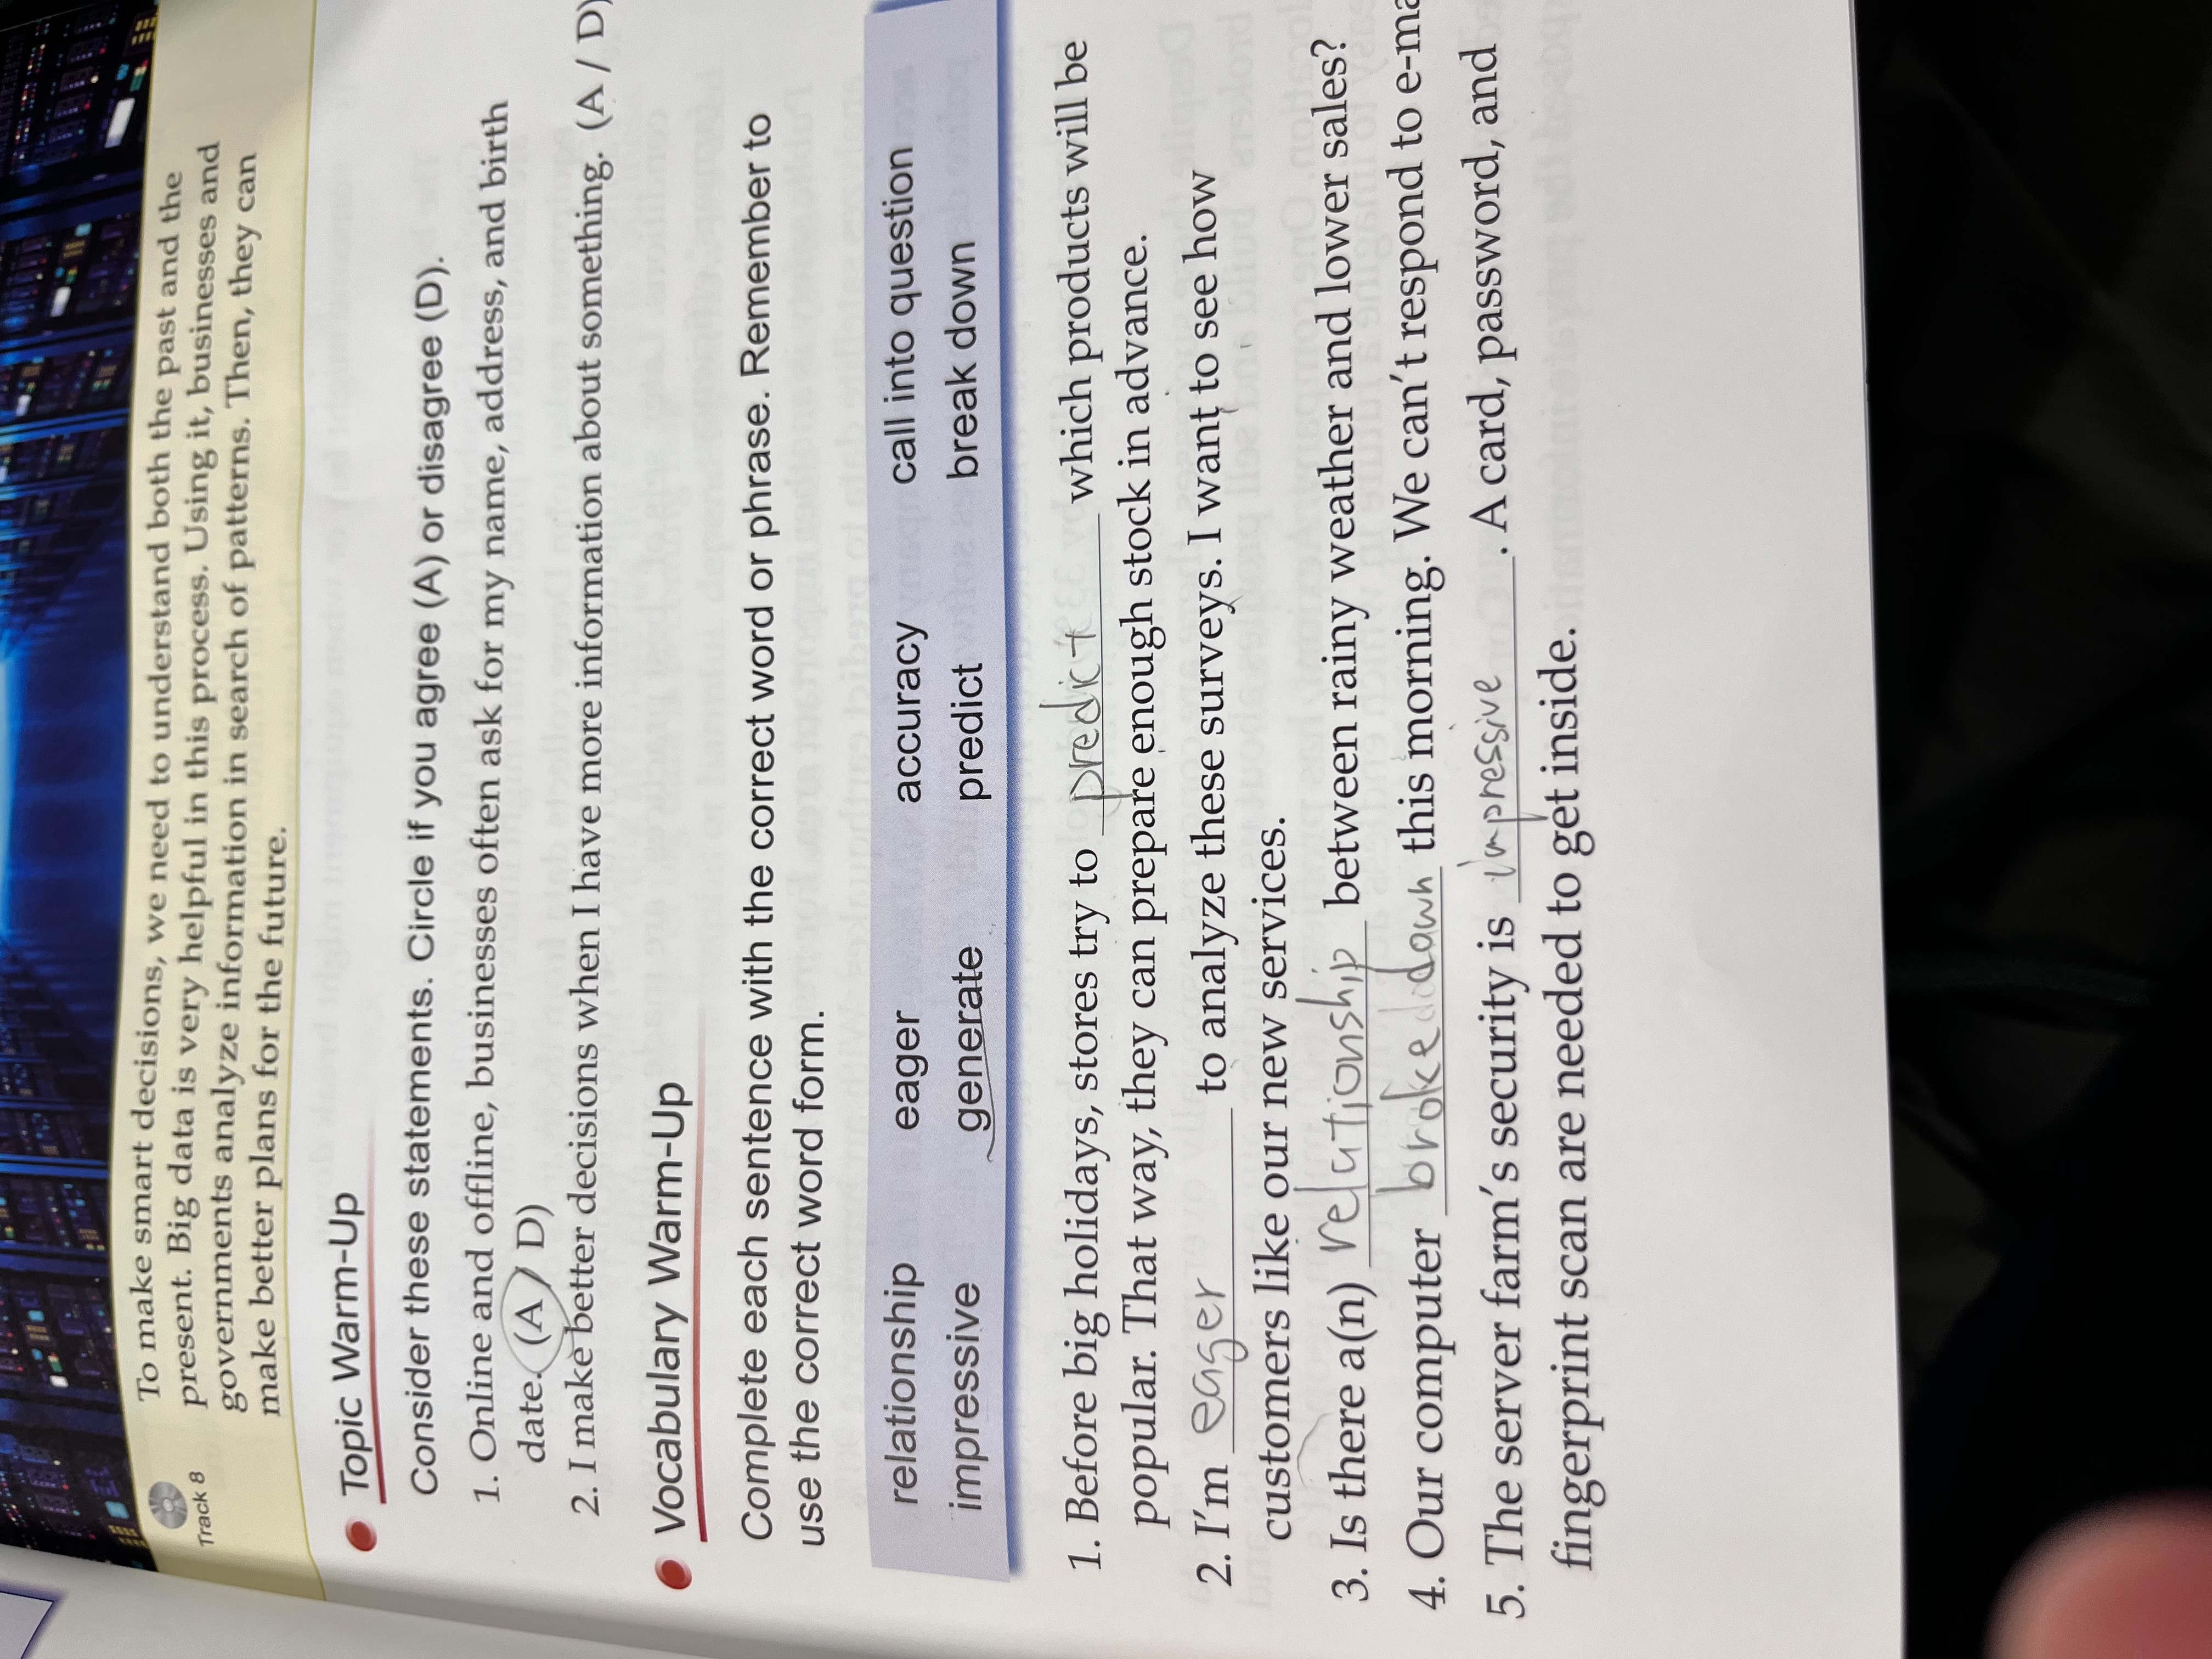 Track 8
To make smart decisions, we need to understand both the past and the
present. Big data is very helpful in this process. Using it, businesses and
governments analyze information in search of patterns. Then, they can
make better plans for the future.
Topic Warm-Up
Consider these statements. Circle if you agree (A) or disagree (D).
1. Online and offline, businesses often ask for my name, address, and birth
date. (A / D)
2. I make better decisions when I have more information about something. (A / D)
Vocabulary Warm-Up
Complete each sentence with the correct word or phrase. Remember to
use the correct word form.
relationship eager accuracy call into question
impressive generate predict break down
1. Before big holidays, stores try to predict which products will be
popular. That way, they can prepare enough stock in advance.
2. I'm eager to analyze these surveys. I want to see how
customers like our new services.
3. Is there a(n) relationship between rainy weather and lower sales?
4. Our computer broke down this morning. We can't respond to e-ma
5. The server farm's security is impressive. A card, password, and
fingerprint scan are needed to get inside.